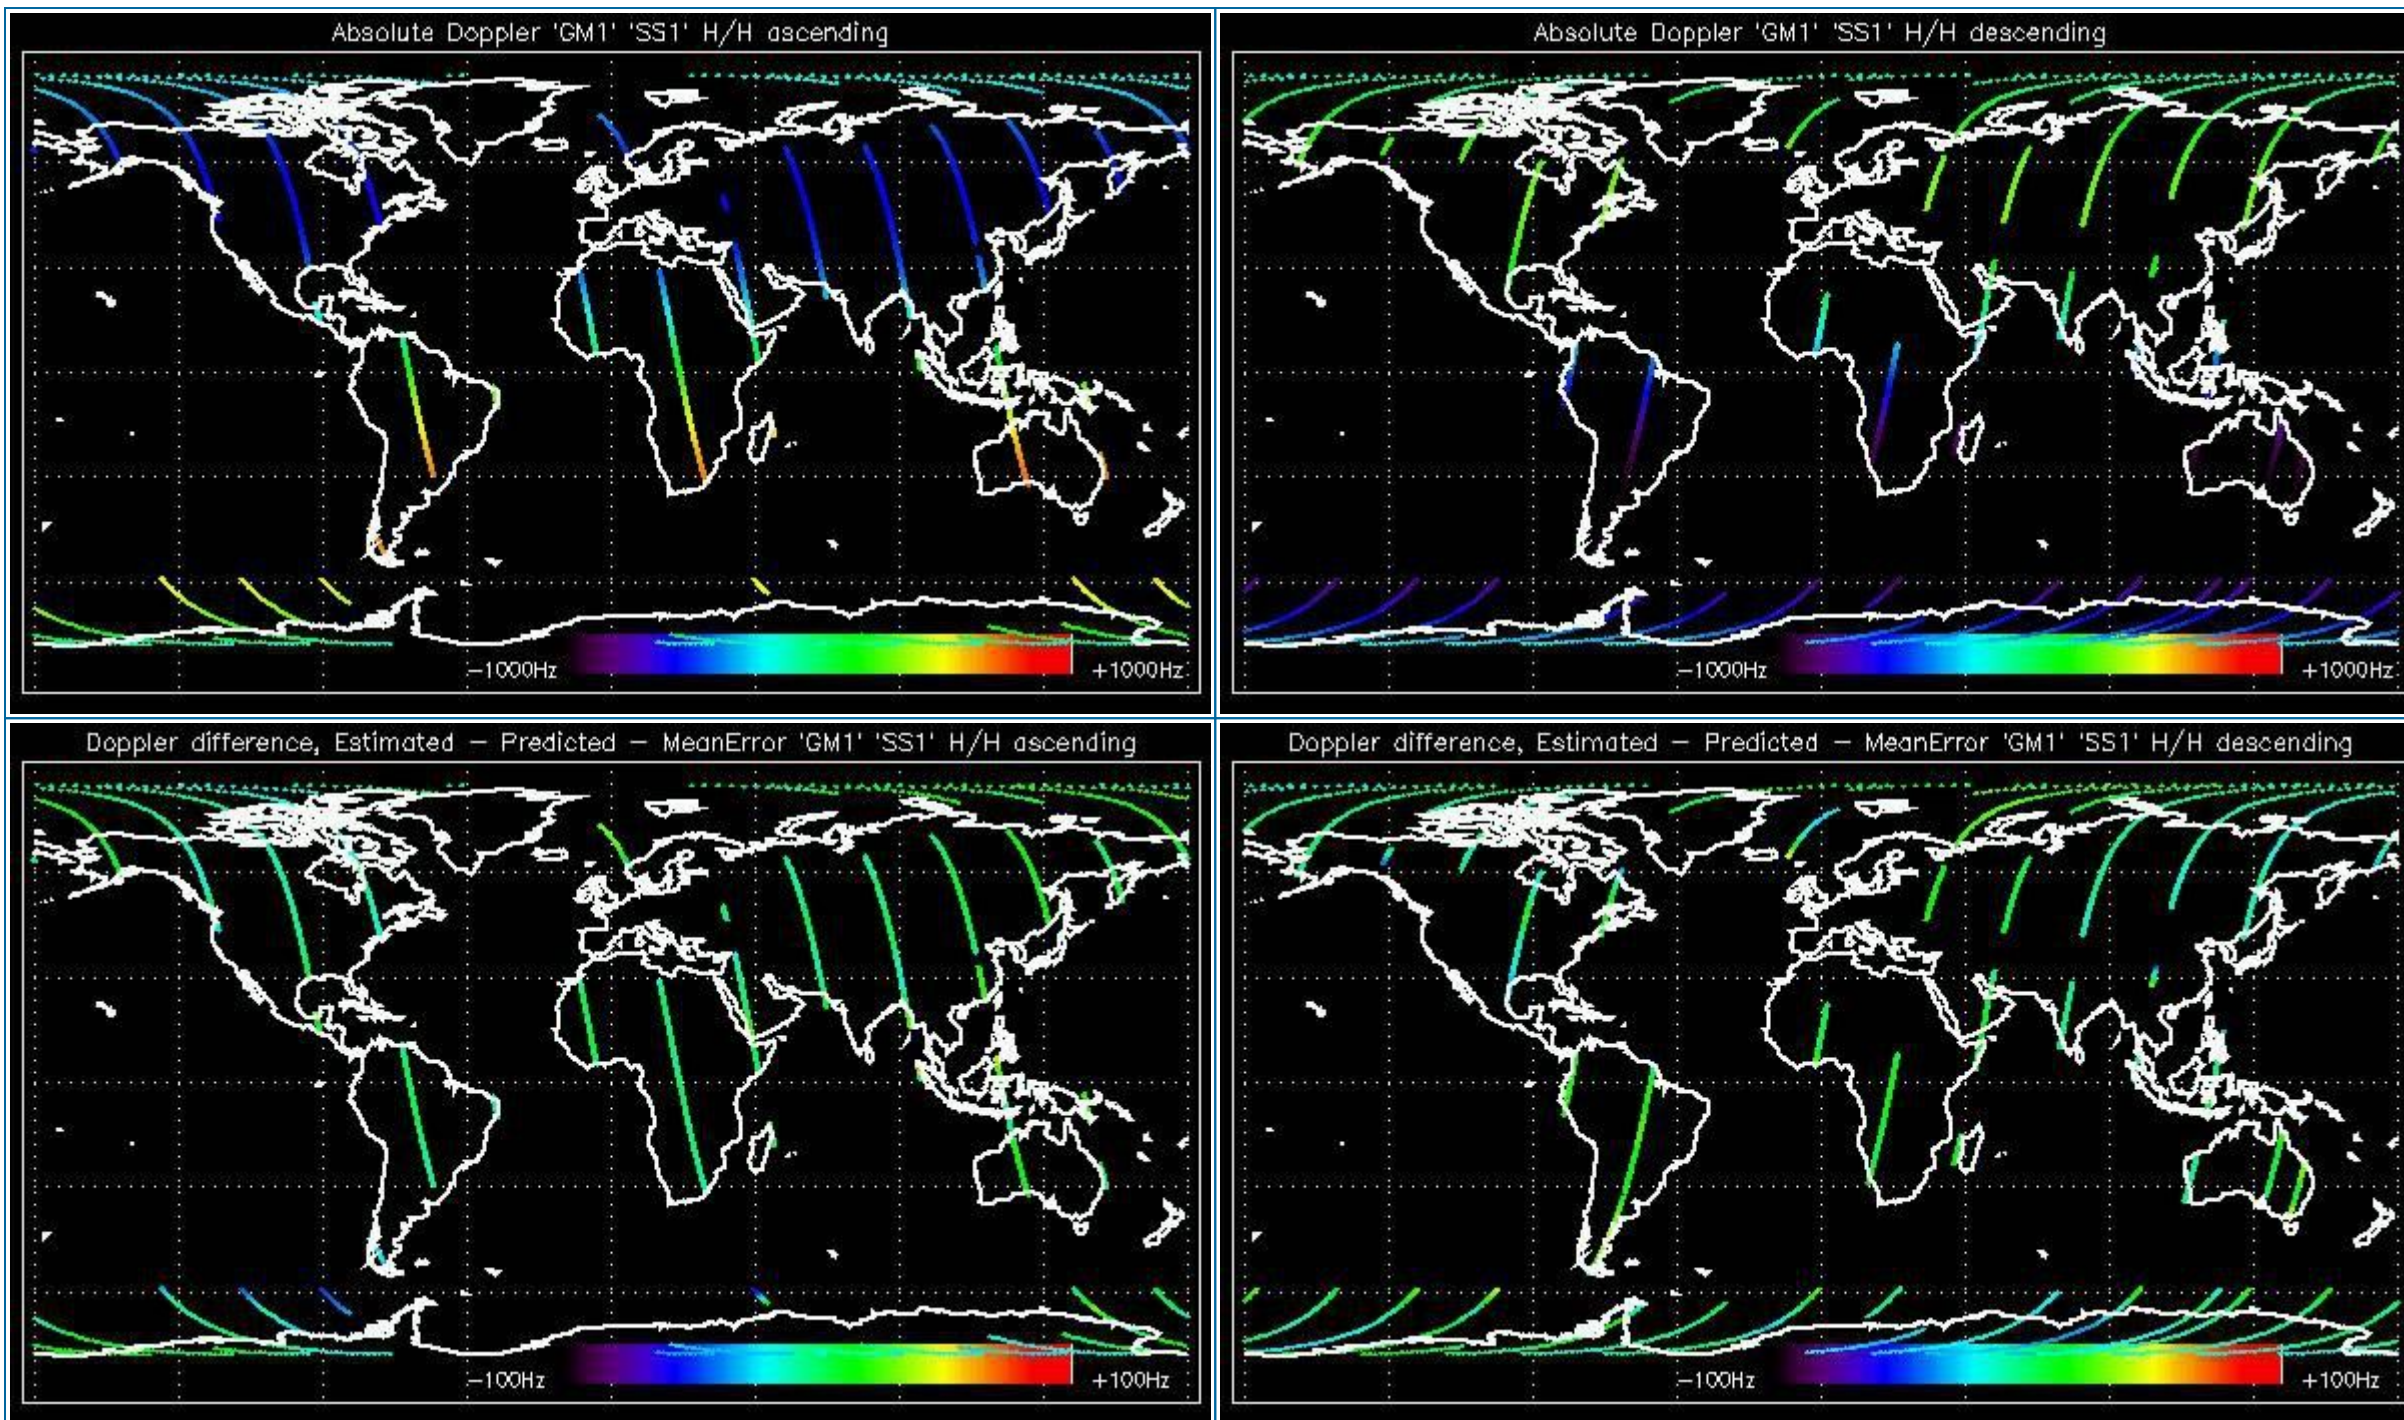 Absolute Doppler 'GM1' 'SS1' H/H ascending
−1000Hz
+1000Hz
Absolute Doppler 'GM1' 'SS1' H/H descending
−1000Hz
+1000Hz
Doppler difference, Estimated − Predicted − MeanError 'GM1' 'SS1' H/H ascending
−100Hz
+100Hz
Doppler difference, Estimated − Predicted − MeanError 'GM1' 'SS1' H/H descending
−100Hz
+100Hz